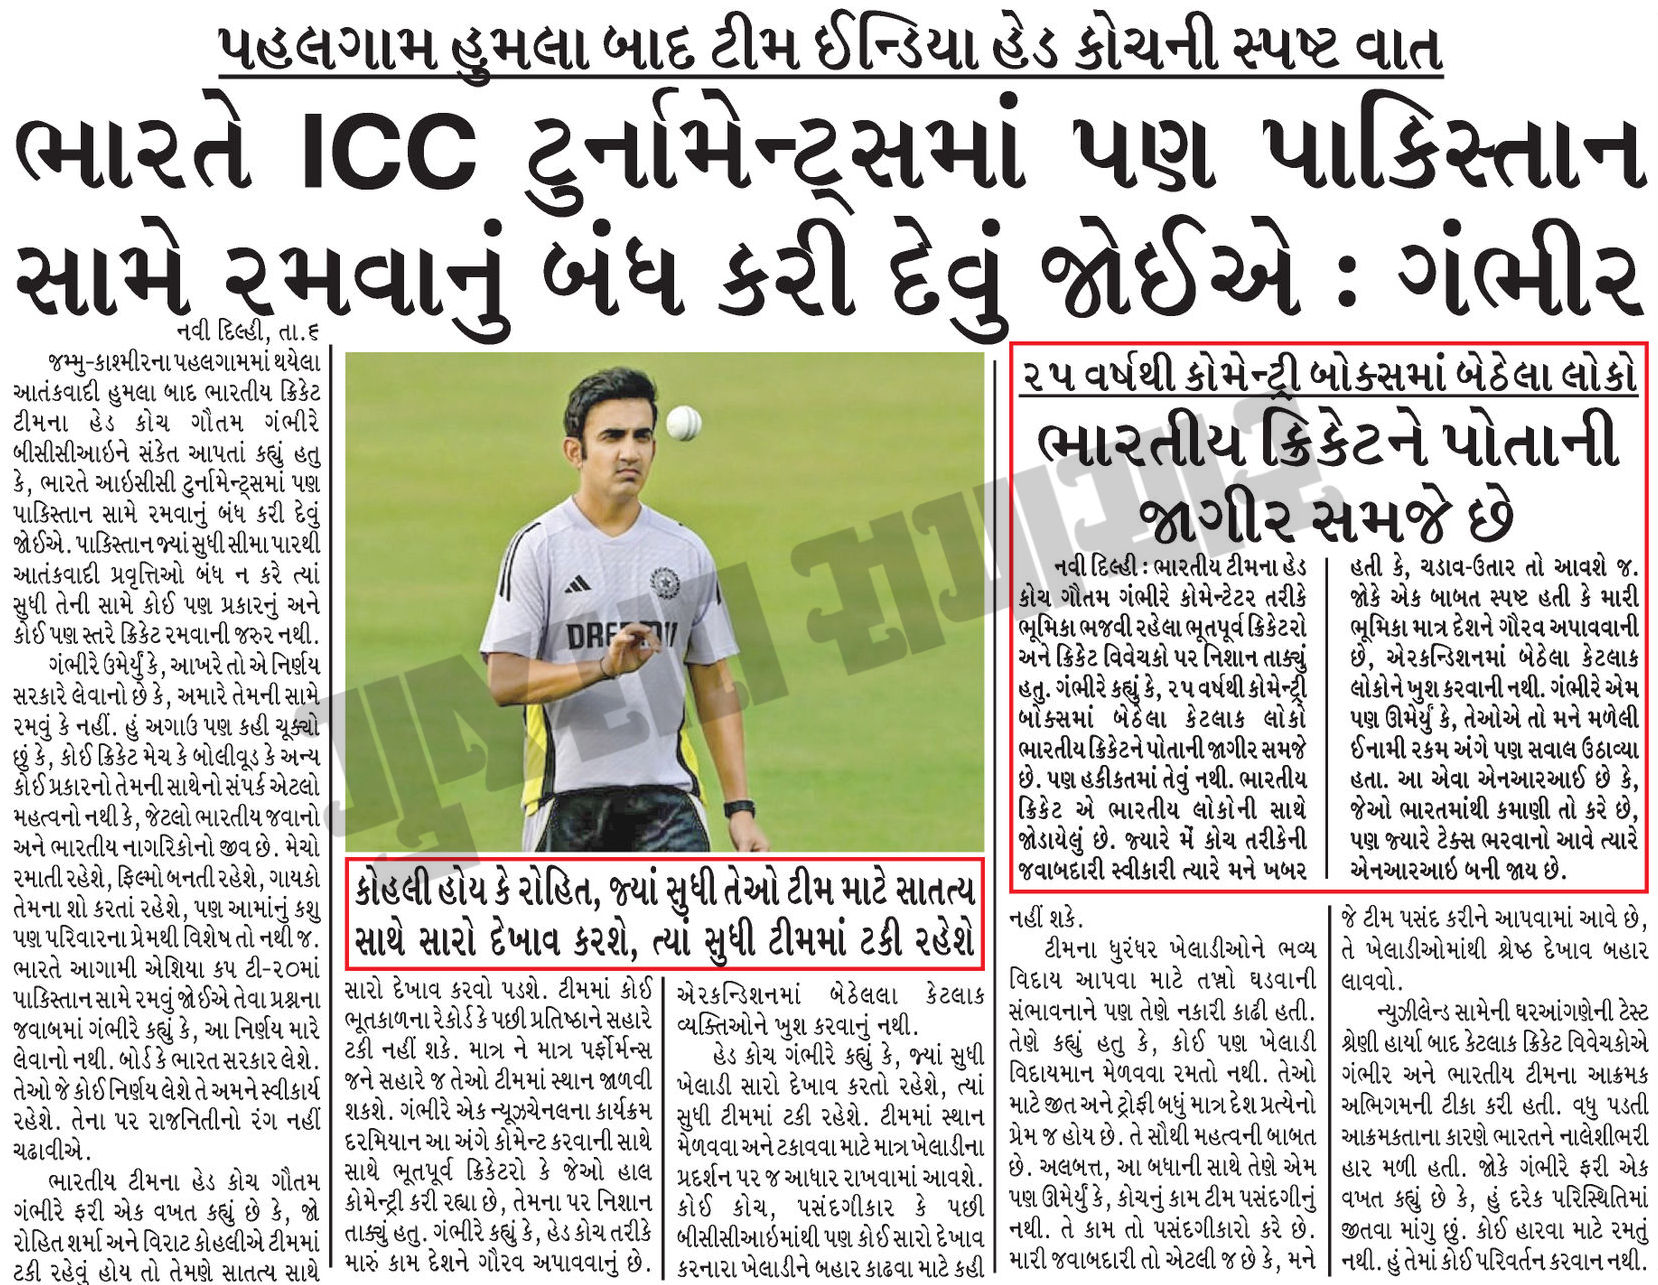 પહલગામ હુમલા બાદ ટીમ ઈન્ડિયા હેડ કોચની સ્પષ્ટ વાત
ભારતે ICC ટુર્નામેન્ટ્સમાં પણ પાકિસ્તાન
સામે રમવાનું બંધ કરી દેવું જોઈએ : ગંભીર
નવી દિલ્હી, તા.૬
જમ્મુ-કાશ્મીરના પહલગામમાં થયેલા
આતંકવાદી હુમલા બાદ ભારતીય ક્રિકેટ
ટીમના હેડ કોચ ગૌતમ ગંભીરે
બીસીસીઆઇને સંકેત આપતાં કહ્યું હતુ
કે, ભારતે આઇસીસી ટુર્નામેન્ટ્સમાં પણ
પાકિસ્તાન સામે રમવાનું બંધ કરી દેવું
જોઈએ. પાકિસ્તાન જ્યાં સુધી સીમા પારથી
આતંકવાદી પ્રવૃત્તિઓ બંધ ન કરે ત્યાં
સુધી તેની સામે કોઈ પણ પ્રકારનું અને
કોઈ પણ સ્તરે ક્રિકેટ રમવાની જરુર નથી.
ગંભીરે ઉમેર્યું કે, આખરે તો એ નિર્ણય
સરકારે લેવાનો છે કે, અમારે તેમની સામે
રમવું કે નહીં. હું અગાઉ પણ કહી ચૂક્યો
છું કે, કોઈ ક્રિકેટ મેચ કે બોલીવૂડ કે અન્ય
કોઈ પ્રકારનો તેમની સાથેનો સંપર્ક એટલો
મહત્વનો નથી કે, જેટલો ભારતીય જવાનો
અને ભારતીય નાગરિકોનો જીવ છે. મેચો
રમાતી રહેશે, ફિલ્મો બનતી રહેશે, ગાયકો
તેમના શો કરતાં રહેશે, પણ આમાંનું કશુ
પણ પરિવારના પ્રેમથી વિશેષ તો નથી જ.
ભારતે આગામી એશિયા કપ ટી-૨૦માં
પાકિસ્તાન સામે રમવું જોઈએ તેવા પ્રશ્નના
જવાબમાં ગંભીરે કહ્યું કે, આ નિર્ણય મારે
લેવાનો નથી. બોર્ડ કે ભારત સરકાર લેશે.
તેઓ જે કોઈ નિર્ણય લેશે તે અમને સ્વીકાર્ય
રહેશે. તેના પર રાજનિતીનો રંગ નહીં
ચઢાવીએ.
ભારતીય ટીમના હેડ કોચ ગૌતમ
ગંભીરે ફરી એક વખત કહ્યું છે કે, જો
રોહિત શર્મા અને વિરાટ કોહલીએ ટીમમાં
ટકી રહેવું હોય તો તેમણે સાતત્ય સાથે
DREAM11
કોહલી હોય કે રોહિત, જ્યાં સુધી તેઓ ટીમ માટે સાતત્ય
સાથે સારો દેખાવ કરશે, ત્યાં સુધી ટીમમાં ટકી રહેશે
સારો દેખાવ કરવો પડશે. ટીમમાં કોઈ
ભૂતકાળના રેકોર્ડ કે પછી પ્રતિષ્ઠાને સહારે
ટકી નહીં શકે. માત્ર ને માત્ર પર્ફોર્મન્સ
જને સહારે જ તેઓ ટીમમાં સ્થાન જાળવી
શકશે. ગંભીરે એક ન્યૂઝચેનલના કાર્યક્રમ
દરમિયાન આ અંગે કોમેન્ટ કરવાની સાથે
સાથે ભૂતપૂર્વ ક્રિકેટરો કે જેઓ હાલ
કોમેન્ટ્રી કરી રહ્યા છે, તેમના પર નિશાન
તાક્યું હતુ. ગંભીરે કહ્યું કે, હેડ કોચ તરીકે
મારું કામ દેશને ગૌરવ અપાવવાનું છે.
એરકન્ડિશનમાં બેઠેલલા કેટલાક
વ્યક્તિઓને ખુશ કરવાનું નથી.
હેડ કોચ ગંભીરે કહ્યું કે, જ્યાં સુધી
ખેલાડી સારો દેખાવ કરતો રહેશે, ત્યાં
સુધી ટીમમાં ટકી રહેશે. ટીમમાં સ્થાન
મેળવવા અને ટકાવવા માટે માત્ર ખેલાડીના
પ્રદર્શન પર જ આધાર રાખવામાં આવશે.
કોઈ કોચ, પસંદગીકાર કે પછી
બીસીસીઆઇમાંથી પણ કોઈ સારો દેખાવ
કરનારા ખેલાડીને બહાર કાઢવા માટે કહી
૨૫ વર્ષથી કોમેન્ટ્રી બોક્સમાં બેઠેલા લોકો
ભારતીય ક્રિકેટને પોતાની
જાગીર સમજે છે
નવી દિલ્હી : ભારતીય ટીમના હેડ
કોચ ગૌતમ ગંભીરે કોમેન્ટેટર તરીકે
ભૂમિકા ભજવી રહેલા ભૂતપૂર્વ ક્રિકેટરો
અને ક્રિકેટ વિવેચકો પર નિશાન તાક્યું
હતુ. ગંભીરે કહ્યું કે, ૨૫ વર્ષથી કોમેન્ટ્રી
બોક્સમાં બેઠેલા કેટલાક લોકો
ભારતીય ક્રિકેટને પોતાની જાગીર સમજે
છે. પણ હકીકતમાં તેવું નથી. ભારતીય
ક્રિકેટ એ ભારતીય લોકોની સાથે
જોડાયેલું છે. જ્યારે મેં કોચ તરીકેની
જવાબદારી સ્વીકારી ત્યારે મને ખબર
હતી કે, ચડાવ-ઉતાર તો આવશે જ.
જોકે એક બાબત સ્પષ્ટ હતી કે મારી
ભૂમિકા માત્ર દેશને ગૌરવ અપાવવાની
છે, એરકન્ડિશનમાં બેઠેલા કેટલાક
લોકોને ખુશ કરવાની નથી. ગંભીરે એમ
પણ ઊમેર્યું કે, તેઓએ તો મને મળેલી
ઈનામી રકમ અંગે પણ સવાલ ઉઠાવ્યા
હતા. આ એવા એનઆરઆઈ છે કે,
જેઓ ભારતમાંથી કમાણી તો કરે છે,
પણ જ્યારે ટેક્સ ભરવાનો આવે ત્યારે
એનઆરઆઇ બની જાય છે.
નહીં શકે.
ટીમના ધુરંધર ખેલાડીઓને ભવ્ય
વિદાય આપવા માટે તખ્તો ઘડવાની
સંભાવનાને પણ તેણે નકારી કાઢી હતી.
તેણે કહ્યું હતુ કે, કોઈ પણ ખેલાડી
વિદાયમાન મેળવવા રમતો નથી. તેઓ
માટે જીત અને ટ્રોફી બધું માત્ર દેશ પ્રત્યેનો
પ્રેમ જ હોય છે. તે સૌથી મહત્વની બાબત
છે. અલબત્ત, આ બધાની સાથે તેણે એમ
પણ ઊમેર્યું કે, કોચનું કામ ટીમ પસંદગીનું
નથી. તે કામ તો પસંદગીકારો કરે છે.
મારી જવાબદારી તો એટલી જ છે કે, મને
જે ટીમ પસંદ કરીને આપવામાં આવે છે,
તે ખેલાડીઓમાંથી શ્રેષ્ઠ દેખાવ બહાર
લાવવો.
ન્યુઝીલેન્ડ સામેની ઘરઆંગણેની ટેસ્ટ
શ્રેણી હાર્યા બાદ કેટલાક ક્રિકેટ વિવેચકોએ
ગંભીર અને ભારતીય ટીમના આક્રમક
અભિગમની ટીકા કરી હતી. વધુ પડતી
આક્રમકતાના કારણે ભારતને નાલેશીભરી
હાર મળી હતી. જોકે ગંભીરે ફરી એક
વખત કહ્યું છે કે, હું દરેક પરિસ્થિતિમાં
જીતવા માંગુ છું. કોઈ હારવા માટે રમતું
નથી. હું તેમાં કોઈ પરિવર્તન કરવાન નથી.
ગુજરાત સમાચાર